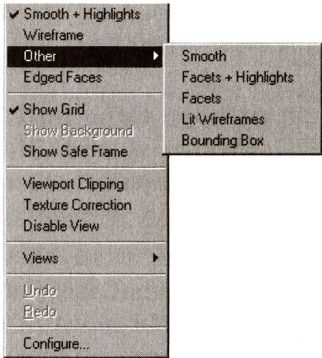 Smooth + Highlights
Wireframe
Other
Edged Faces
Show Grid
Show Background
Show Safe Frame
Viewport Clipping
Texture Correction
Disable View
Views
Undo
Redo
Configure...
Smooth
Facets + Highlights
Facets
Lit Wireframes
Bounding Box